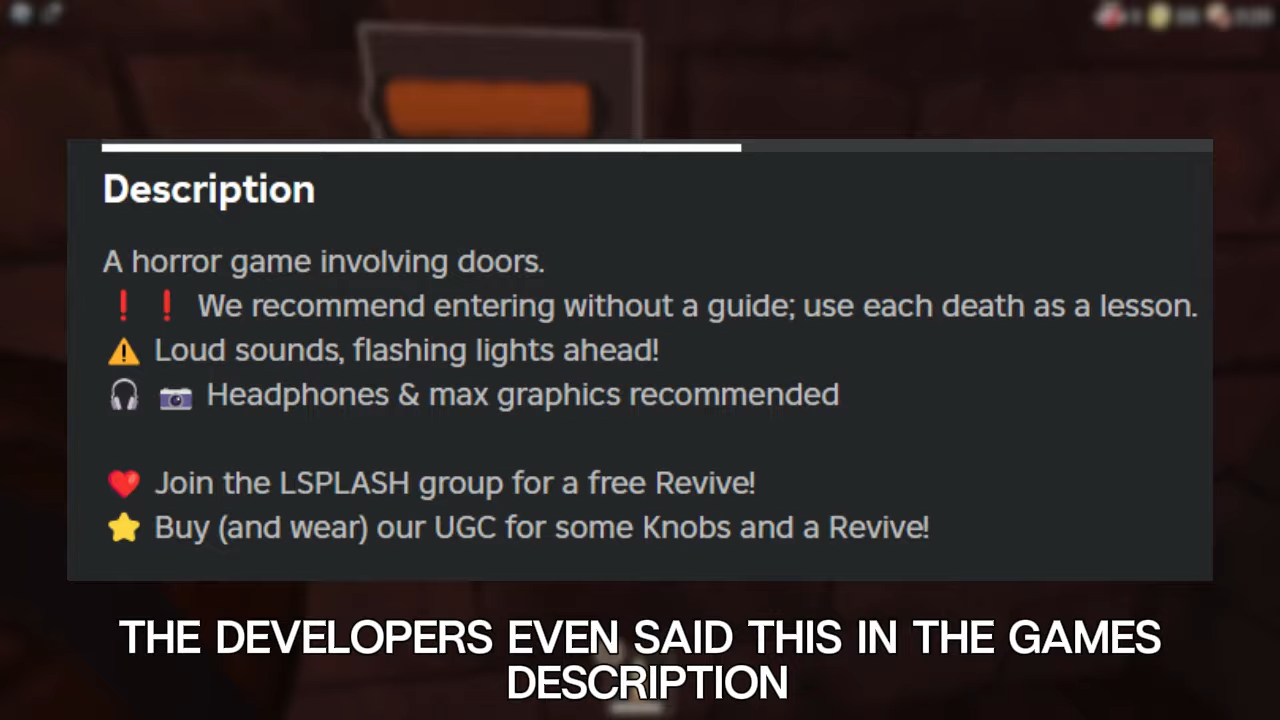 Description
A horror game involving doors.
❗ ❗ We recommend entering without a guide; use each death as a lesson.
⚠️ Loud sounds, flashing lights ahead!
🎧 📷 Headphones & max graphics recommended
❤️ Join the LSPLASH group for a free Revive!
⭐ Buy (and wear) our UGC for some Knobs and a Revive!
THE DEVELOPERS EVEN SAID THIS IN THE GAMES
DESCRIPTION